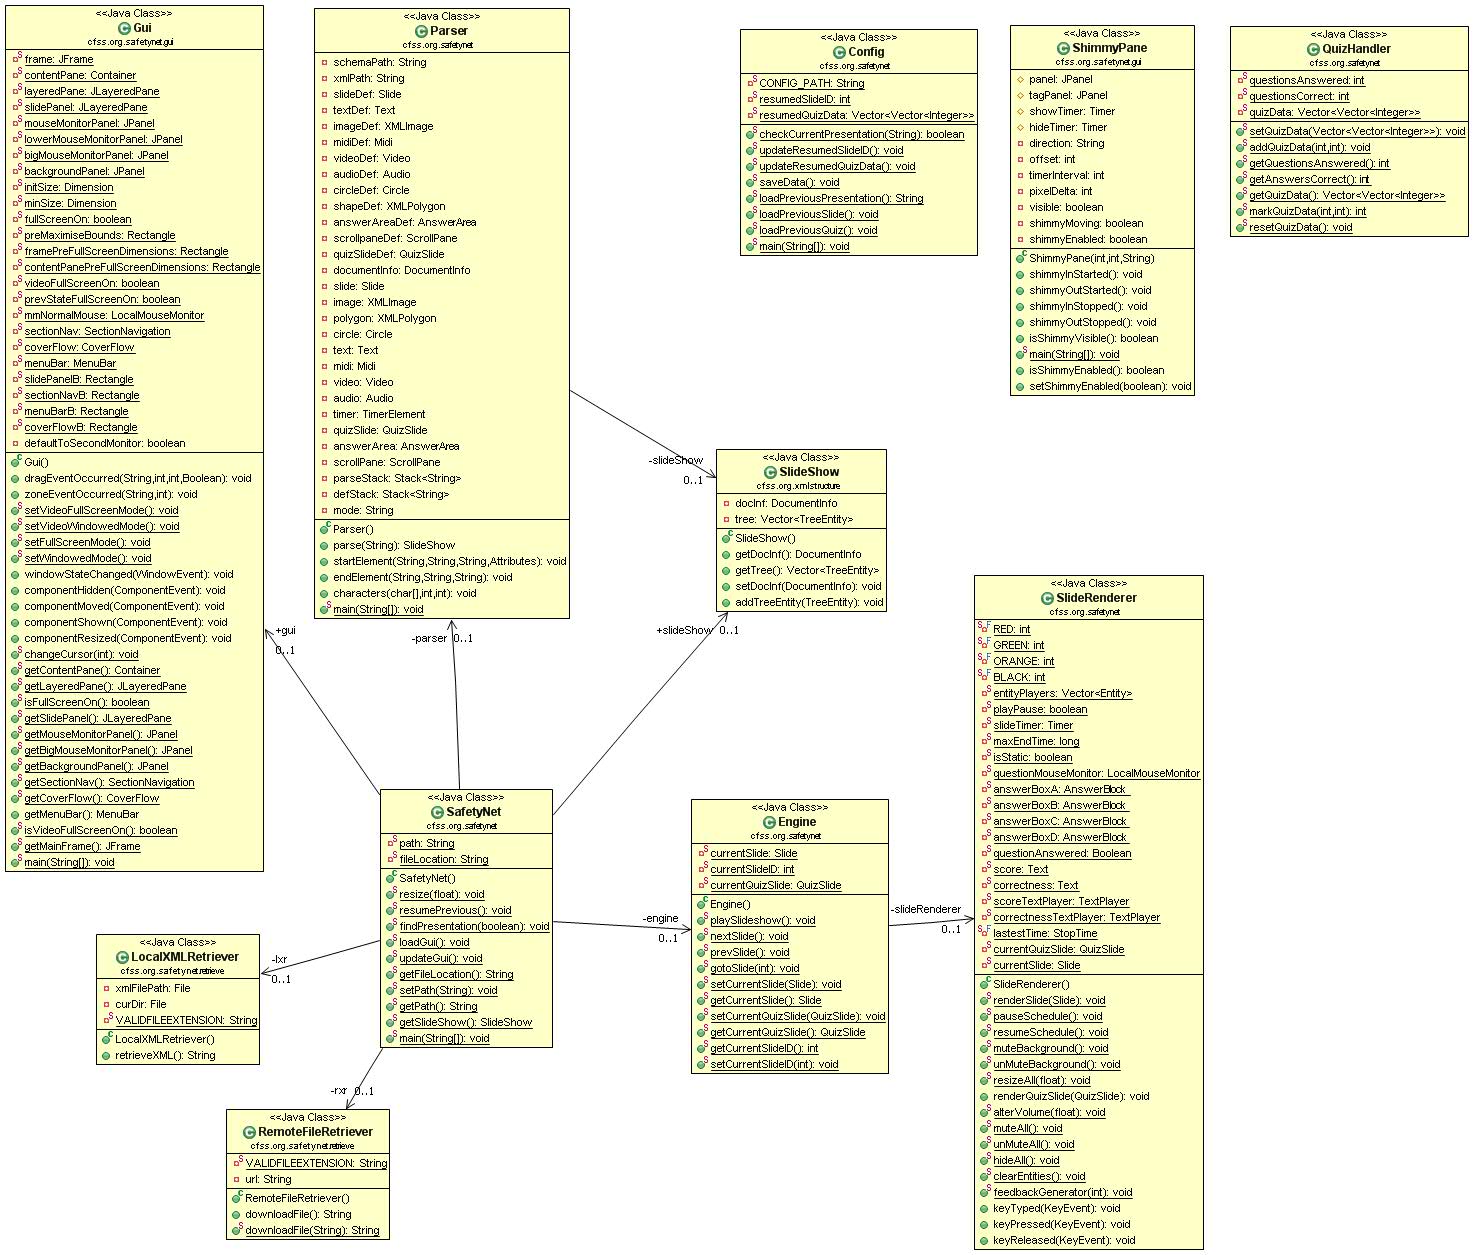 <<Java Class>>
Gui
cfss.org.safetynet.gui
frame: JFrame
contentPane: Container
layeredPane: JLayeredPane
slidePanel: JLayeredPane
mouseMonitorPanel: JPanel
lowerMouseMonitorPanel: JPanel
bigMouseMonitorPanel: JPanel
backgroundPanel: JPanel
initSize: Dimension
minSize: Dimension
fullScreenOn: boolean
preMaximiseBounds: Rectangle
framePreFullScreenDimensions: Rectangle
contentPanePreFullScreenDimensions: Rectangle
videoFullScreenOn: boolean
prevStateFullScreenOn: boolean
mmNormalMouse: LocalMouseMonitor
sectionNav: SectionNavigation
coverFlow: CoverFlow
menuBar: MenuBar
slidePanelB: Rectangle
sectionNavB: Rectangle
menuBarB: Rectangle
coverFlowB: Rectangle
defaultToSecondMonitor: boolean
Gui()
dragEventOccurred(String,int,int,Boolean): void
zoneEventOccurred(String,int): void
setVideoFullScreenMode(): void
setVideoWindowedMode(): void
setFullScreenMode(): void
setWindowedMode(): void
windowStateChanged(WindowEvent): void
componentHidden(ComponentEvent): void
componentMoved(ComponentEvent): void
componentShown(ComponentEvent): void
componentResized(ComponentEvent): void
changeCursor(int): void
getContentPane(): Container
getLayeredPane(): JLayeredPane
isFullScreenOn(): boolean
getSlidePanel(): JLayeredPane
getMouseMonitorPanel(): JPanel
getBigMouseMonitorPanel(): JPanel
getBackgroundPanel(): JPanel
getSectionNav(): SectionNavigation
getCoverFlow(): CoverFlow
getMenuBar(): MenuBar
isVideoFullScreenOn(): boolean
getMainFrame(): JFrame
main(String[]): void
<<Java Class>>
Parser
cfss.org.safetynet
schemaPath: String
xmlPath: String
slideDef: Slide
textDef: Text
imageDef: XMLImage
midiDef: Midi
videoDef: Video
audioDef: Audio
circleDef: Circle
shapeDef: XMLPolygon
answerAreaDef: AnswerArea
scrollpaneDef: ScrollPane
quizSlideDef: QuizSlide
documentInfo: DocumentInfo
slide: Slide
image: XMLImage
polygon: XMLPolygon
circle: Circle
text: Text
midi: Midi
video: Video
audio: Audio
timer: TimerElement
quizSlide: QuizSlide
answerArea: AnswerArea
scrollPane: ScrollPane
parseStack: Stack<String>
defStack: Stack<String>
mode: String
Parser()
parse(String): SlideShow
startElement(String,String,String,Attributes): void
endElement(String,String,String): void
characters(char[],int,int): void
main(String[]): void
<<Java Class>>
Config
cfss.org.safetynet
CONFIG_PATH: String
resumedSlideID: int
resumedQuizData: Vector<Vector<Integer>>
checkCurrentPresentation(String): boolean
updateResumedSlideID(): void
updateResumedQuizData(): void
saveData(): void
loadPreviousPresentation(): String
loadPreviousSlide(): void
loadPreviousQuiz(): void
main(String[]): void
<<Java Class>>
ShimmyPane
cfss.org.safetynet.gui
panel: JPanel
tagPanel: JPanel
showTimer: Timer
hideTimer: Timer
direction: String
offset: int
timerInterval: int
pixelDelta: int
visible: boolean
shimmyMoving: boolean
shimmyEnabled: boolean
ShimmyPane(int,int,String)
shimmyInStarted(): void
shimmyOutStarted(): void
shimmyInStopped(): void
shimmyOutStopped(): void
isShimmyVisible(): boolean
main(String[]): void
isShimmyEnabled(): boolean
setShimmyEnabled(boolean): void
<<Java Class>>
QuizHandler
cfss.org.safetynet
questionsAnswered: int
questionsCorrect: int
quizData: Vector<Vector<Integer>>
setQuizData(Vector<Vector<Integer>>): void
addQuizData(int,int): void
getQuestionsAnswered(): int
getAnswersCorrect(): int
getQuizData(): Vector<Vector<Integer>>
markQuizData(int,int): int
resetQuizData(): void
-slideShow
0..1
<<Java Class>>
SlideShow
cfss.org.xmlstructure
docInf: DocumentInfo
tree: Vector<TreeEntity>
SlideShow()
getDocInf(): DocumentInfo
getTree(): Vector<TreeEntity>
setDocInf(DocumentInfo): void
addTreeEntity(TreeEntity): void
+gui
0..1
-parser 0..1
+slideShow 0..1
<<Java Class>>
SafetyNet
cfss.org.safetynet
path: String
fileLocation: String
SafetyNet()
resize(float): void
resumePrevious(): void
findPresentation(boolean): void
loadGui(): void
updateGui(): void
getFileLocation(): String
setPath(String): void
getPath(): String
getSlideShow(): SlideShow
main(String[]): void
-engine
0..1
<<Java Class>>
Engine
cfss.org.safetynet
currentSlide: Slide
currentSlideID: int
currentQuizSlide: QuizSlide
Engine()
playSlideshow(): void
nextSlide(): void
prevSlide(): void
gotoSlide(int): void
setCurrentSlide(Slide): void
getCurrentSlide(): Slide
setCurrentQuizSlide(QuizSlide): void
getCurrentQuizSlide(): QuizSlide
getCurrentSlideID(): int
setCurrentSlideID(int): void
-slideRenderer
0..1
<<Java Class>>
SlideRenderer
cfss.org.safetynet
RED: int
GREEN: int
ORANGE: int
BLACK: int
entityPlayers: Vector<Entity>
playPause: boolean
slideTimer: Timer
maxEndTime: long
isStatic: boolean
questionMouseMonitor: LocalMouseMonitor
answerBoxA: AnswerBlock
answerBoxB: AnswerBlock
answerBoxC: AnswerBlock
answerBoxD: AnswerBlock
questionAnswered: Boolean
score: Text
correctness: Text
scoreTextPlayer: TextPlayer
correctnessTextPlayer: TextPlayer
lastestTime: StopTime
currentQuizSlide: QuizSlide
currentSlide: Slide
SlideRenderer()
renderSlide(Slide): void
pauseSchedule(): void
resumeSchedule(): void
muteBackground(): void
unMuteBackground(): void
resizeAll(float): void
renderQuizSlide(QuizSlide): void
alterVolume(float): void
muteAll(): void
unMuteAll(): void
hideAll(): void
clearEntities(): void
feedbackGenerator(int): void
keyTyped(KeyEvent): void
keyPressed(KeyEvent): void
keyReleased(KeyEvent): void
-lxr
0..1
<<Java Class>>
LocalXMLRetriever
cfss.org.safetynet.retrieve
xmlFilePath: File
curDir: File
VALIDFILEEXTENSION: String
LocalXMLRetriever()
retrieveXML(): String
-rxr 0..1
<<Java Class>>
RemoteFileRetriever
cfss.org.safetynet.retrieve
VALIDFILEEXTENSION: String
url: String
RemoteFileRetriever()
downloadFile(): String
downloadFile(String): String